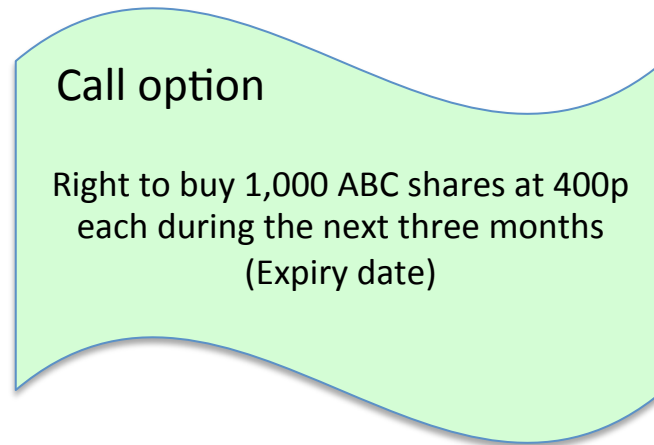 Call option
Right to buy 1,000 ABC shares at 400p
each during the next three months
(Expiry date)